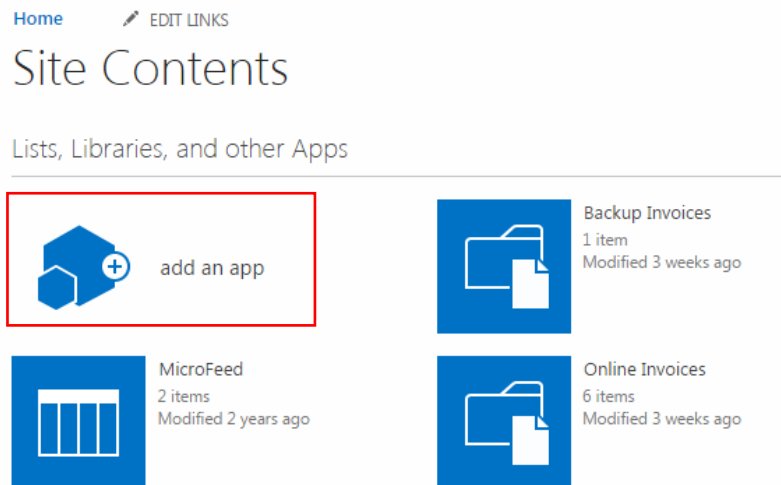 Home
EDIT LINKS
Site Contents
Lists, Libraries, and other Apps
add an app
Backup Invoices
1 item
Modified 3 weeks ago
MicroFeed
2 items
Modified 2 years ago
Online Invoices
6 items
Modified 3 weeks ago